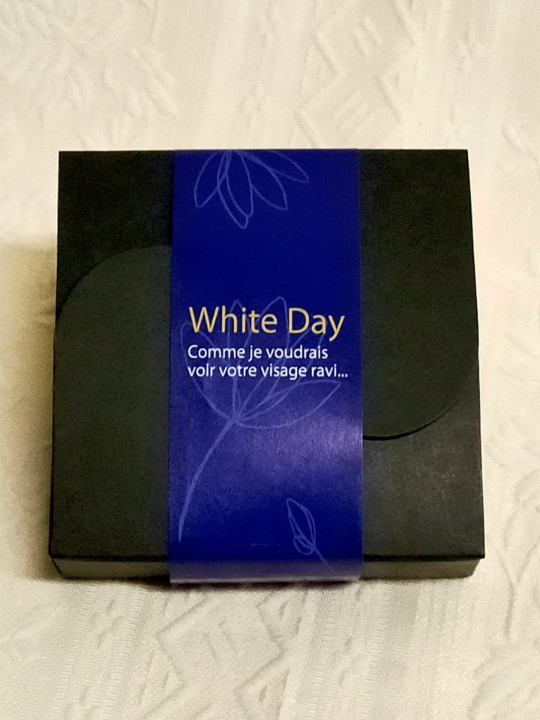 White Day
Comme je voudrais
voir votre visage ravi...